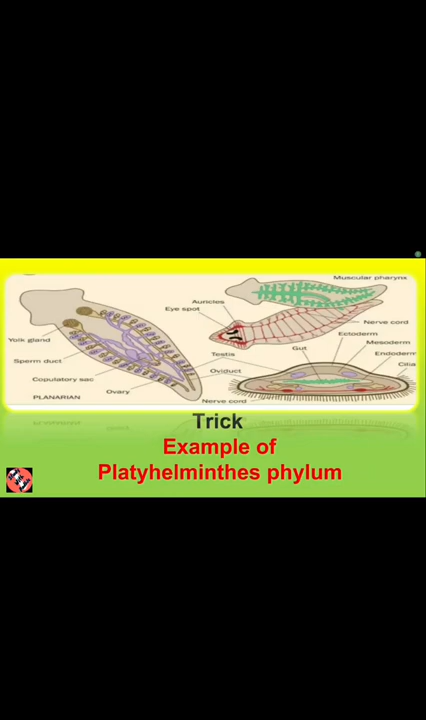 Muscular pharynx
Auricles
Eye spot
Nerve cord
Yolk gland
Testis
Gut
Ectoderm
Mesoderm
Endoderm
Sperm duct
Oviduct
Cilia
Copulatory sac
Ovary
PLANARIAN
Nerve cord
Trick
Example of
Platyhelminthes phylum